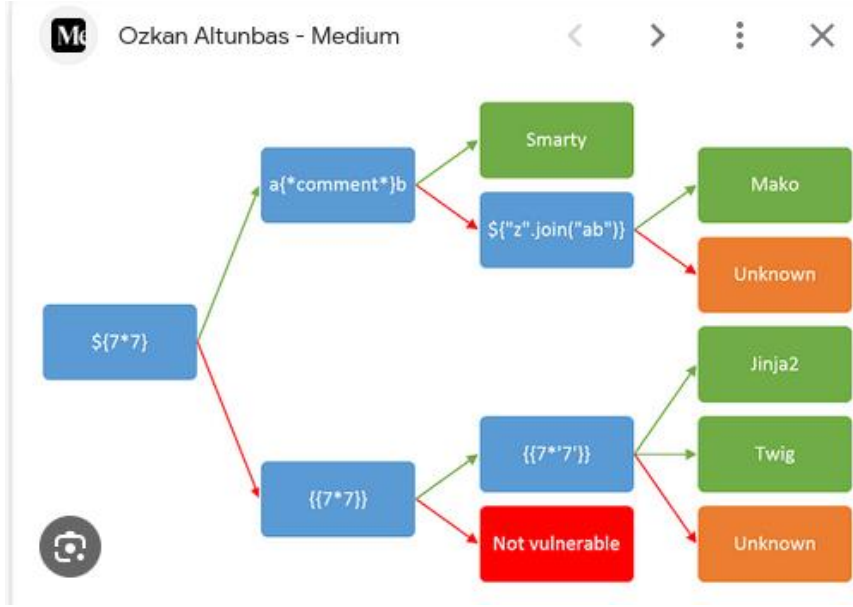 Me
Ozkan Altunbas - Medium
Smarty
a{*comment*}b
Mako
${"z".join("ab")}
Unknown
${7*7}
Jinja2
{{7*'7'}}
Twig
{{7*7}}
Not vulnerable
Unknown